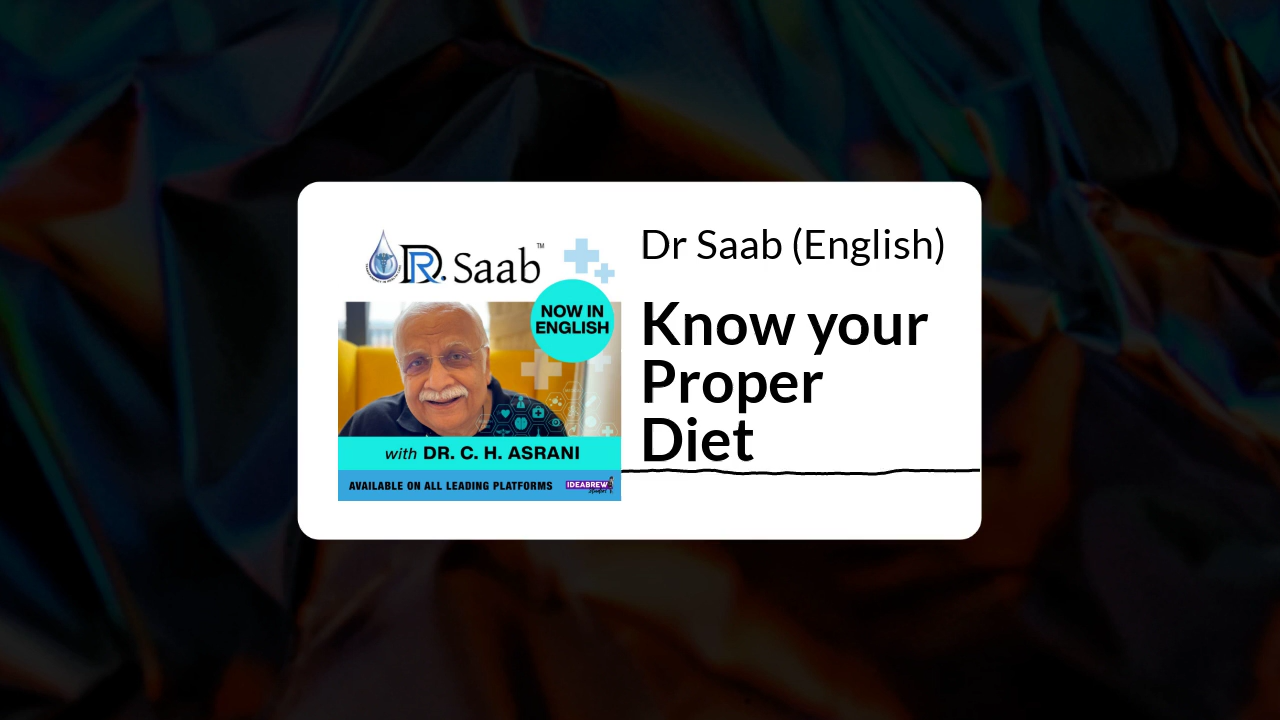 DR. Saab™
NOW IN
ENGLISH
with DR. C. H. ASRANI
AVAILABLE ON ALL LEADING PLATFORMS
IDEABREW
Dr Saab (English)
Know your
Proper
Diet